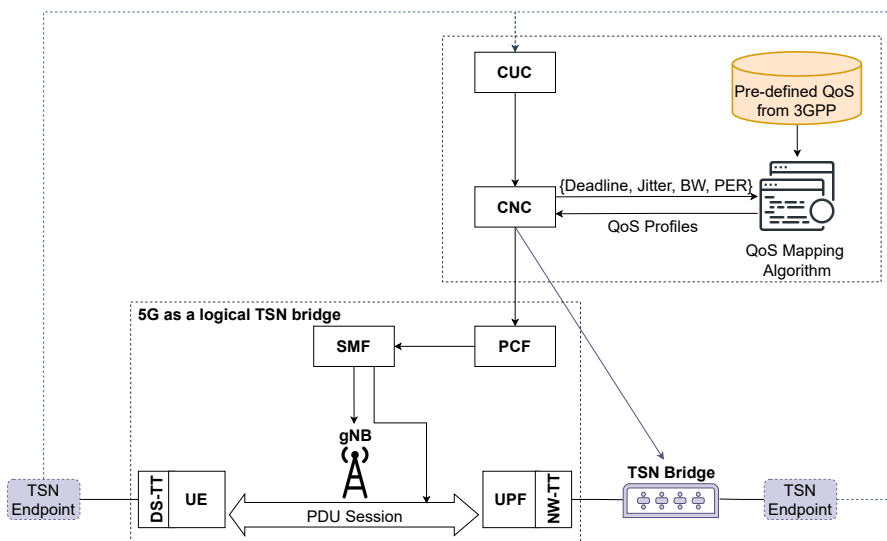 CUC
Pre-defined QoS
from 3GPP
{Deadline, Jitter, BW, PER}
CNC
QoS Profiles
QoS Mapping
Algorithm
5G as a logical TSN bridge
SMF
PCF
gNB
TSN
Endpoint
DS-TT
UE
PDU Session
UPF
NW-TT
TSN Bridge
TSN
Endpoint